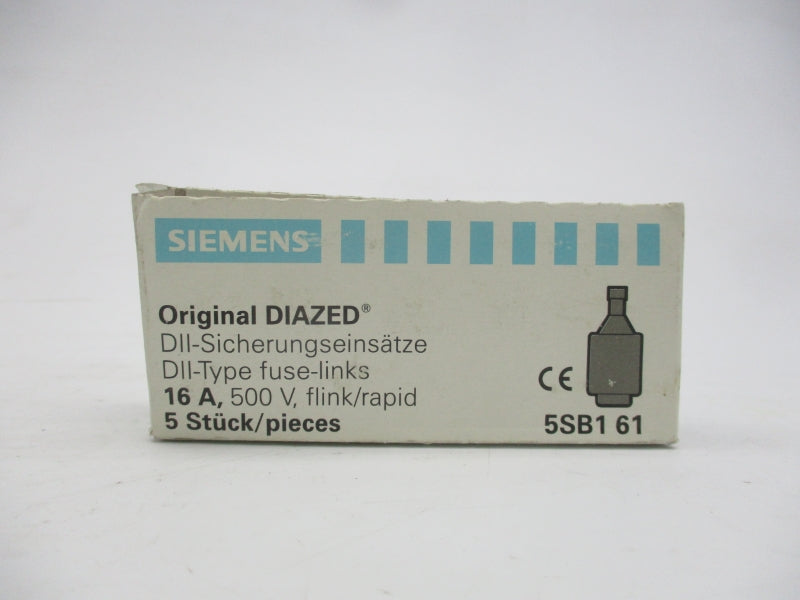 SIEMENS
Original DIAZED®
DII-Sicherungseinsätze
DII-Type fuse-links
16 A, 500 V, flink/rapid
5 Stück/pieces
CE
5SB1 61